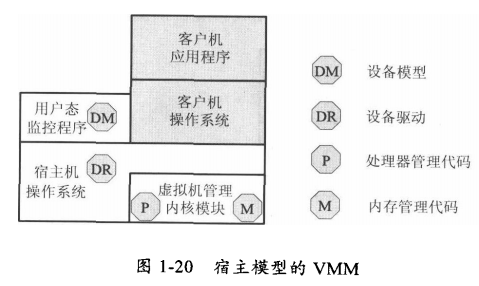 客户机
应用程序
客户机
操作系统
用户态
监控程序
DM
宿主机
操作系统
DR
虚拟机管理
内核模块
P
M
DM 设备模型
DR 设备驱动
P 处理器管理代码
M 内存管理代码
图 1-20 宿主模型的 VMM